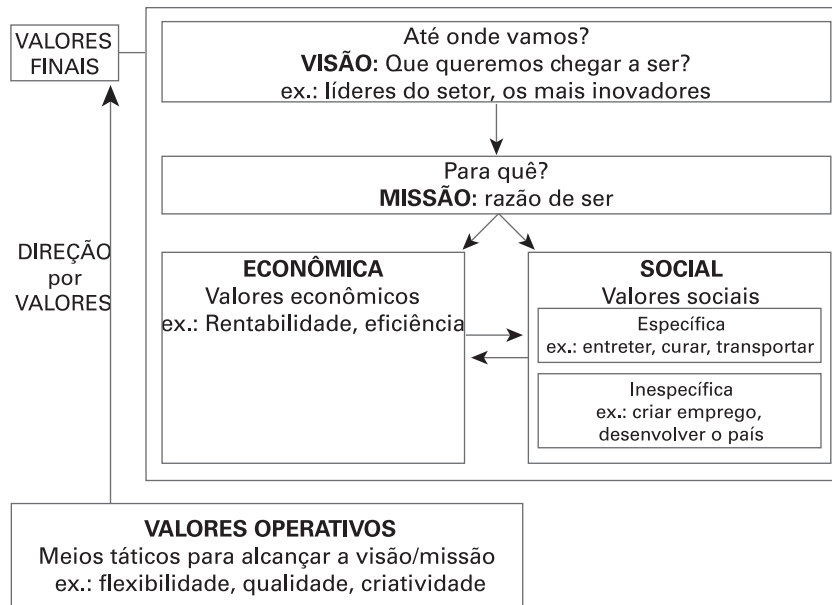 VALORES
FINAIS
Até onde vamos?
VISÃO: Que queremos chegar a ser?
ex.: líderes do setor, os mais inovadores
Para quê?
MISSÃO: razão de ser
DIREÇÃO
por
VALORES
ECONÔMICA
Valores econômicos
ex.: Rentabilidade, eficiência
SOCIAL
Valores sociais
Específica
ex.: entreter, curar, transportar
Inespecífica
ex.: criar emprego,
desenvolver o país
VALORES OPERATIVOS
Meios táticos para alcançar a visão/missão
ex.: flexibilidade, qualidade, criatividade